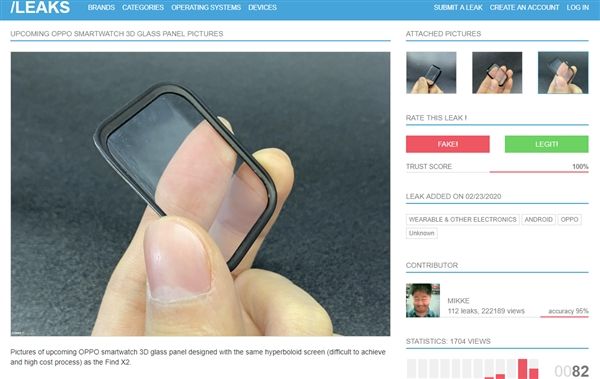 /LEAKS
BRANDS CATEGORIES OPERATING SYSTEMS DEVICES
SUBMIT A LEAK CREATE AN ACCOUNT LOG IN
UPCOMING OPPO SMARTWATCH 3D GLASS PANEL PICTURES
Pictures of upcoming OPPO smartwatch 3D glass panel designed with the same hyperboloid screen (difficult to achieve
and high cost process) as the Find X2.
ATTACHED PICTURES
RATE THIS LEAK !
FAKE! LEGIT!
TRUST SCORE 100%
LEAK ADDED ON 02/23/2020
WEARABLE & OTHER ELECTRONICS ANDROID OPPO
Unknown
CONTRIBUTOR
MIKKE
112 leaks, 222189 views accuracy 95%
STATISTICS: 1704 VIEWS
0082